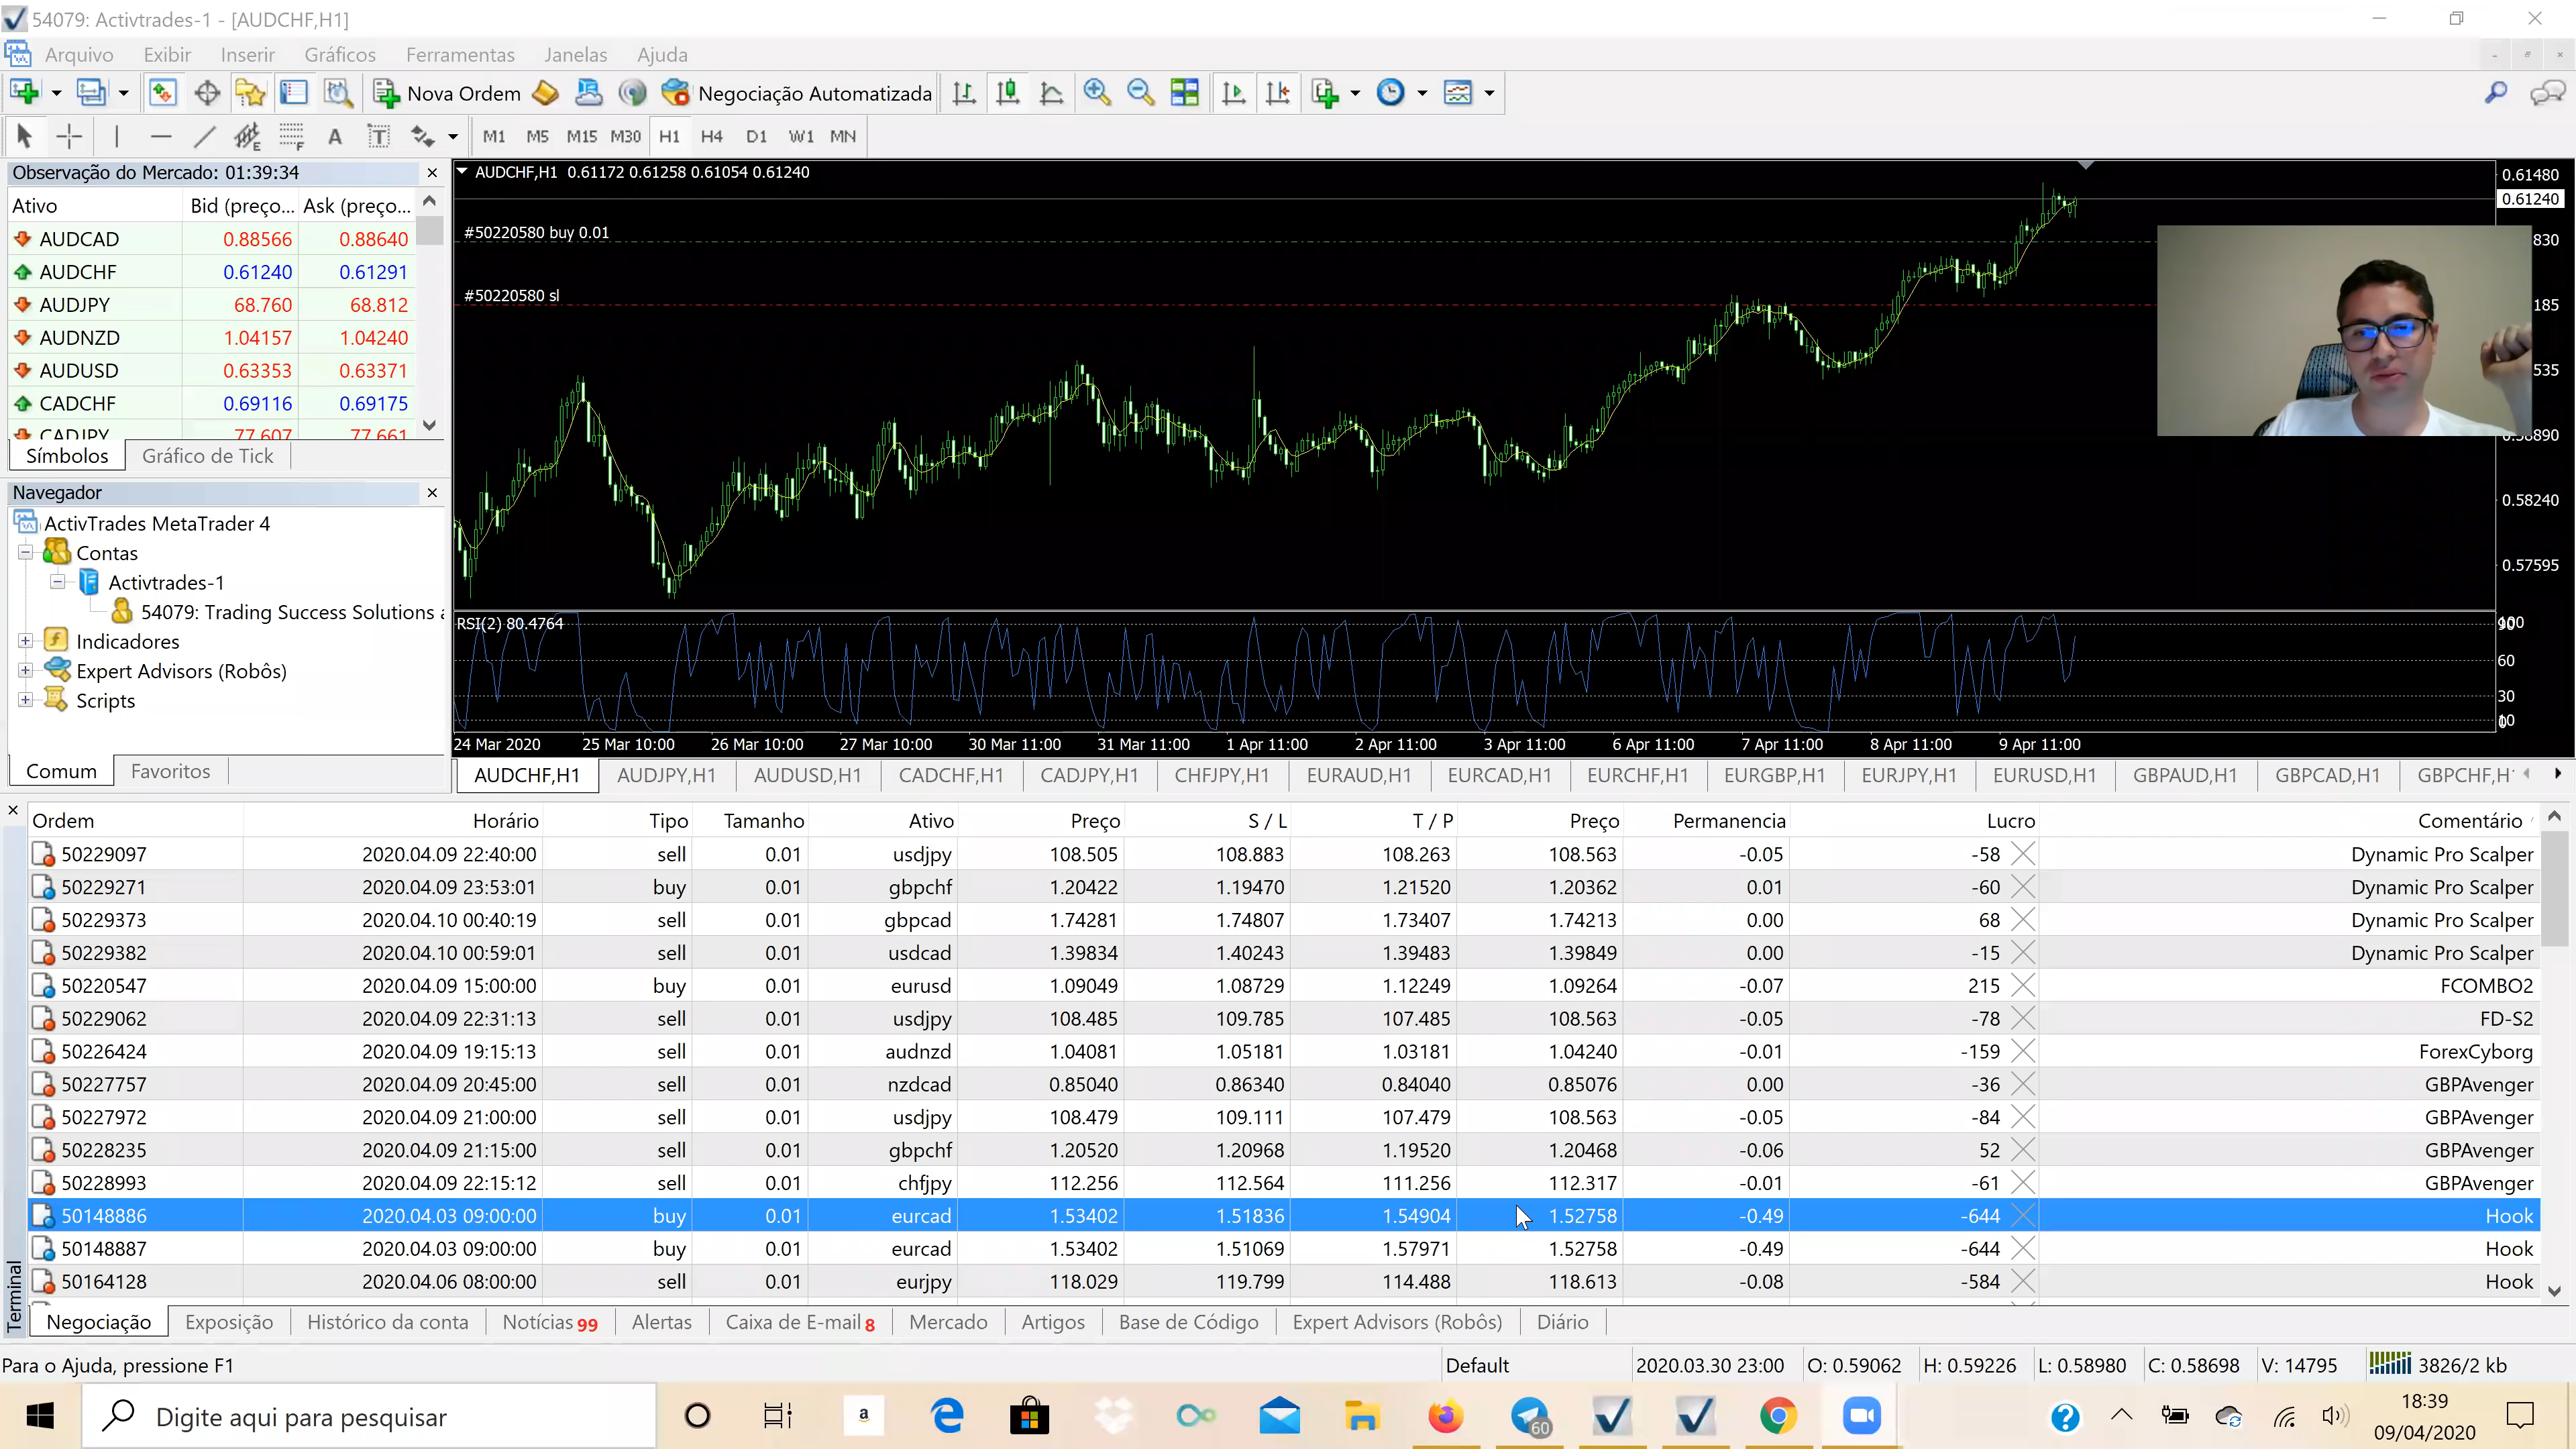 54079: Activtrades-1 - [AUDCHF,H1]
Arquivo Exibir Inserir Gráficos Ferramentas Janelas Ajuda
Nova Ordem Negociação Automatizada
A T M1 M5 M15 M30 H1 H4 D1 W1 MN
Observação do Mercado: 01:39:34
Ativo Bid (preço... Ask (preço...
AUDCAD 0.88566 0.88640
AUDCHF 0.61240 0.61291
AUDJPY 68.760 68.812
AUDNZD 1.04157 1.04240
AUDUSD 0.63353 0.63371
CADCHF 0.69116 0.69175
CADJPY 77.607 77.661
Símbolos Gráfico de Tick
Navegador
ActivTrades MetaTrader 4
Contas
Activtrades-1
54079: Trading Success Solutions
Indicadores
Expert Advisors (Robôs)
Scripts
Comum Favoritos
AUDCHF,H1 0.61172 0.61258 0.61054 0.61240
#50220580 buy 0.01
#50220580 sl
0.61480
0.61240
830
185
535
0.58240
0.57595
RSI(2) 80.4764
60
30
24 Mar 2020 25 Mar 10:00 26 Mar 10:00 27 Mar 10:00 30 Mar 11:00 31 Mar 11:00 1 Apr 11:00 2 Apr 11:00 3 Apr 11:00 6 Apr 11:00 7 Apr 11:00 8 Apr 11:00 9 Apr 11:00
AUDCHF,H1 AUDJPY,H1 AUDUSD,H1 CADCHF,H1 CADJPY,H1 CHFJPY,H1 EURAUD,H1 EURCAD,H1 EURCHF,H1 EURGBP,H1 EURJPY,H1 EURUSD,H1 GBPAUD,H1 GBPCAD,H1 GBPCHF,H
Ordem Horário Tipo Tamanho Ativo Preço S / L T / P Preço Permanencia Lucro Comentário
50229097 2020.04.09 22:40:00 sell 0.01 usdjpy 108.505 108.883 108.263 108.563 -0.05 -58 Dynamic Pro Scalper
50229271 2020.04.09 23:53:01 buy 0.01 gbpchf 1.20422 1.19470 1.21520 1.20362 0.01 -60 Dynamic Pro Scalper
50229373 2020.04.10 00:40:19 sell 0.01 gbpcad 1.74281 1.74807 1.73407 1.74213 0.00 68 Dynamic Pro Scalper
50229382 2020.04.10 00:59:01 sell 0.01 usdcad 1.39834 1.40243 1.39483 1.39849 0.00 -15 Dynamic Pro Scalper
50220547 2020.04.09 15:00:00 buy 0.01 eurusd 1.09049 1.08729 1.12249 1.09264 -0.07 215 FCOMBO2
50229062 2020.04.09 22:31:13 sell 0.01 usdjpy 108.485 109.785 107.485 108.563 -0.05 -78 FD-S2
50226424 2020.04.09 19:15:13 sell 0.01 audnzd 1.04081 1.05181 1.03181 1.04240 -0.01 -159 ForexCyborg
50227757 2020.04.09 20:45:00 sell 0.01 nzdcad 0.85040 0.86340 0.84040 0.85076 0.00 -36 GBPAvenger
50227972 2020.04.09 21:00:00 sell 0.01 usdjpy 108.479 109.111 107.479 108.563 -0.05 -84 GBPAvenger
50228235 2020.04.09 21:15:00 sell 0.01 gbpchf 1.20520 1.20968 1.19520 1.20468 -0.06 52 GBPAvenger
50228993 2020.04.09 22:15:12 sell 0.01 chfjpy 112.256 112.564 111.256 112.317 -0.01 -61 GBPAvenger
50148886 2020.04.03 09:00:00 buy 0.01 eurcad 1.53402 1.51836 1.54904 1.52758 -0.49 -644 Hook
50148887 2020.04.03 09:00:00 buy 0.01 eurcad 1.53402 1.51069 1.57971 1.52758 -0.49 -644 Hook
50164128 2020.04.06 08:00:00 sell 0.01 eurjpy 118.029 119.799 114.488 118.613 -0.08 -584 Hook
Terminal
Negociação Exposição Histórico da conta Notícias 99 Alertas Caixa de E-mail 8 Mercado Artigos Base de Código Expert Advisors (Robôs) Diário
Para o Ajuda, pressione F1 Default 2020.03.30 23:00 O: 0.59062 H: 0.59226 L: 0.58980 C: 0.58698 V: 14795 3826/2 kb
Digite aqui para pesquisar
a
60
18:39
09/04/2020